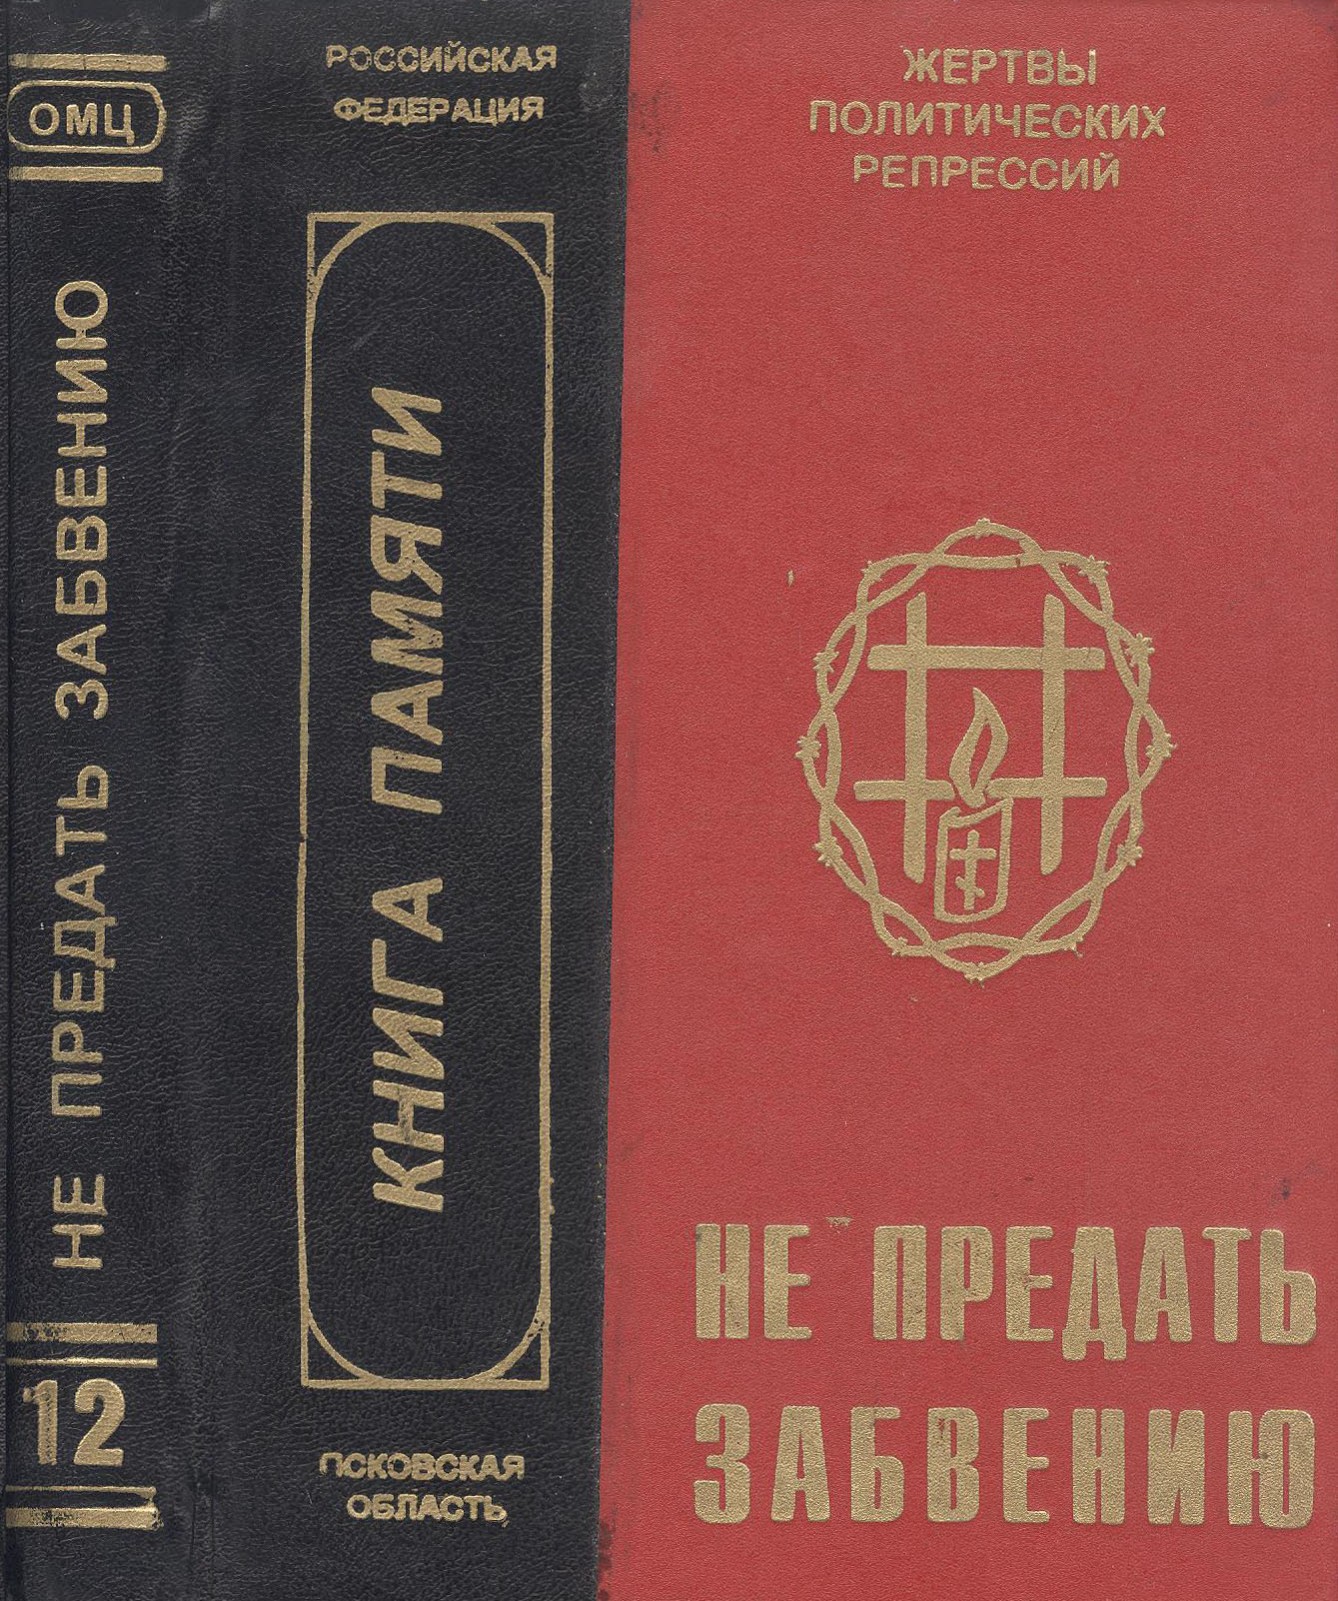 ОМЦ
НЕ ПРЕДАТЬ ЗАБВЕНИЮ
12
РОССИЙСКАЯ
ФЕДЕРАЦИЯ
КНИГА ПАМЯТИ
ПСКОВСКАЯ
ОБЛАСТЬ
ЖЕРТВЫ
ПОЛИТИЧЕСКИХ
РЕПРЕССИЙ
НЕ ПРЕДАТЬ
ЗАБВЕНИЮ